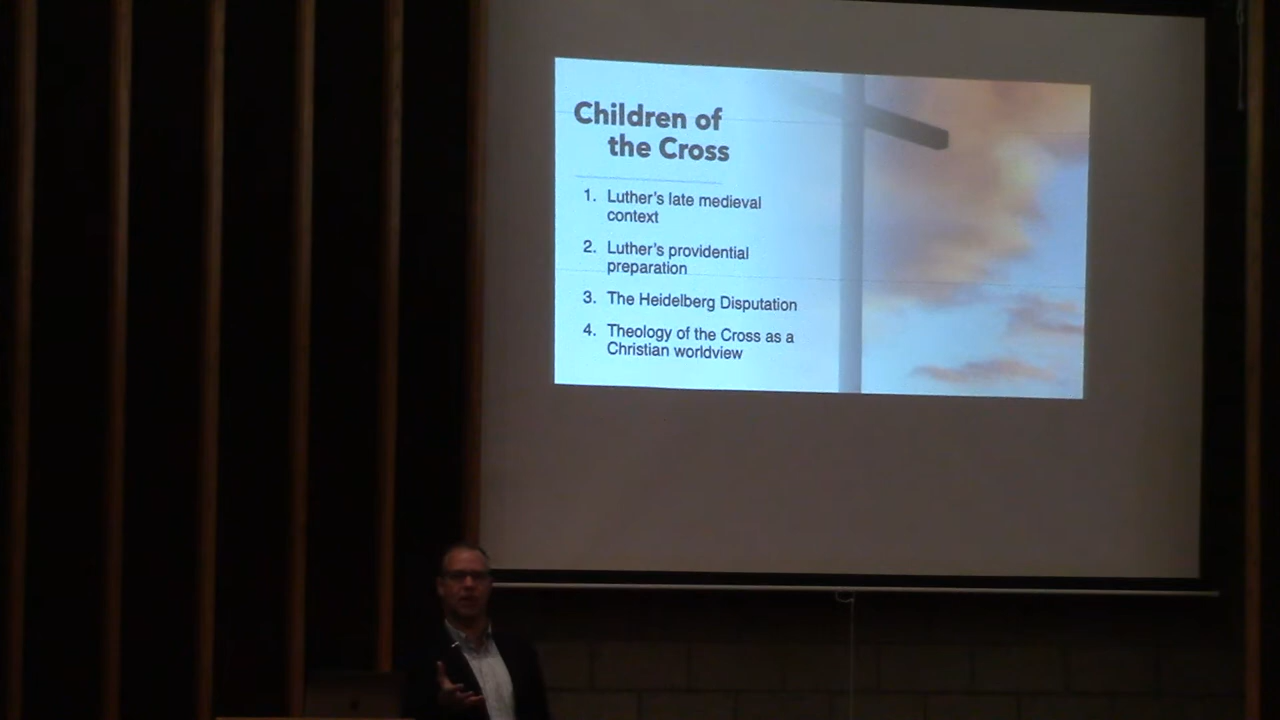 Children of
the Cross
1. Luther's late medieval
context
2. Luther's providential
preparation
3. The Heidelberg Disputation
4. Theology of the Cross as a
Christian worldview